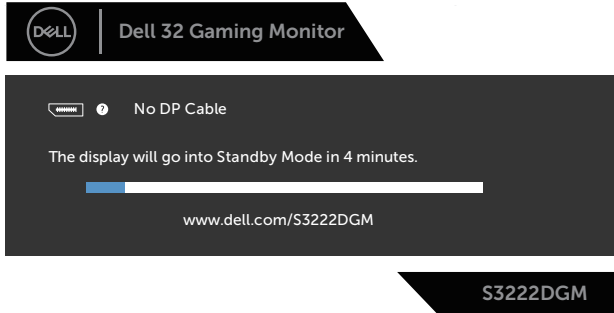 DELL
Dell 32 Gaming Monitor
? No DP Cable
The display will go into Standby Mode in 4 minutes.
www.dell.com/S3222DGM
S3222DGM